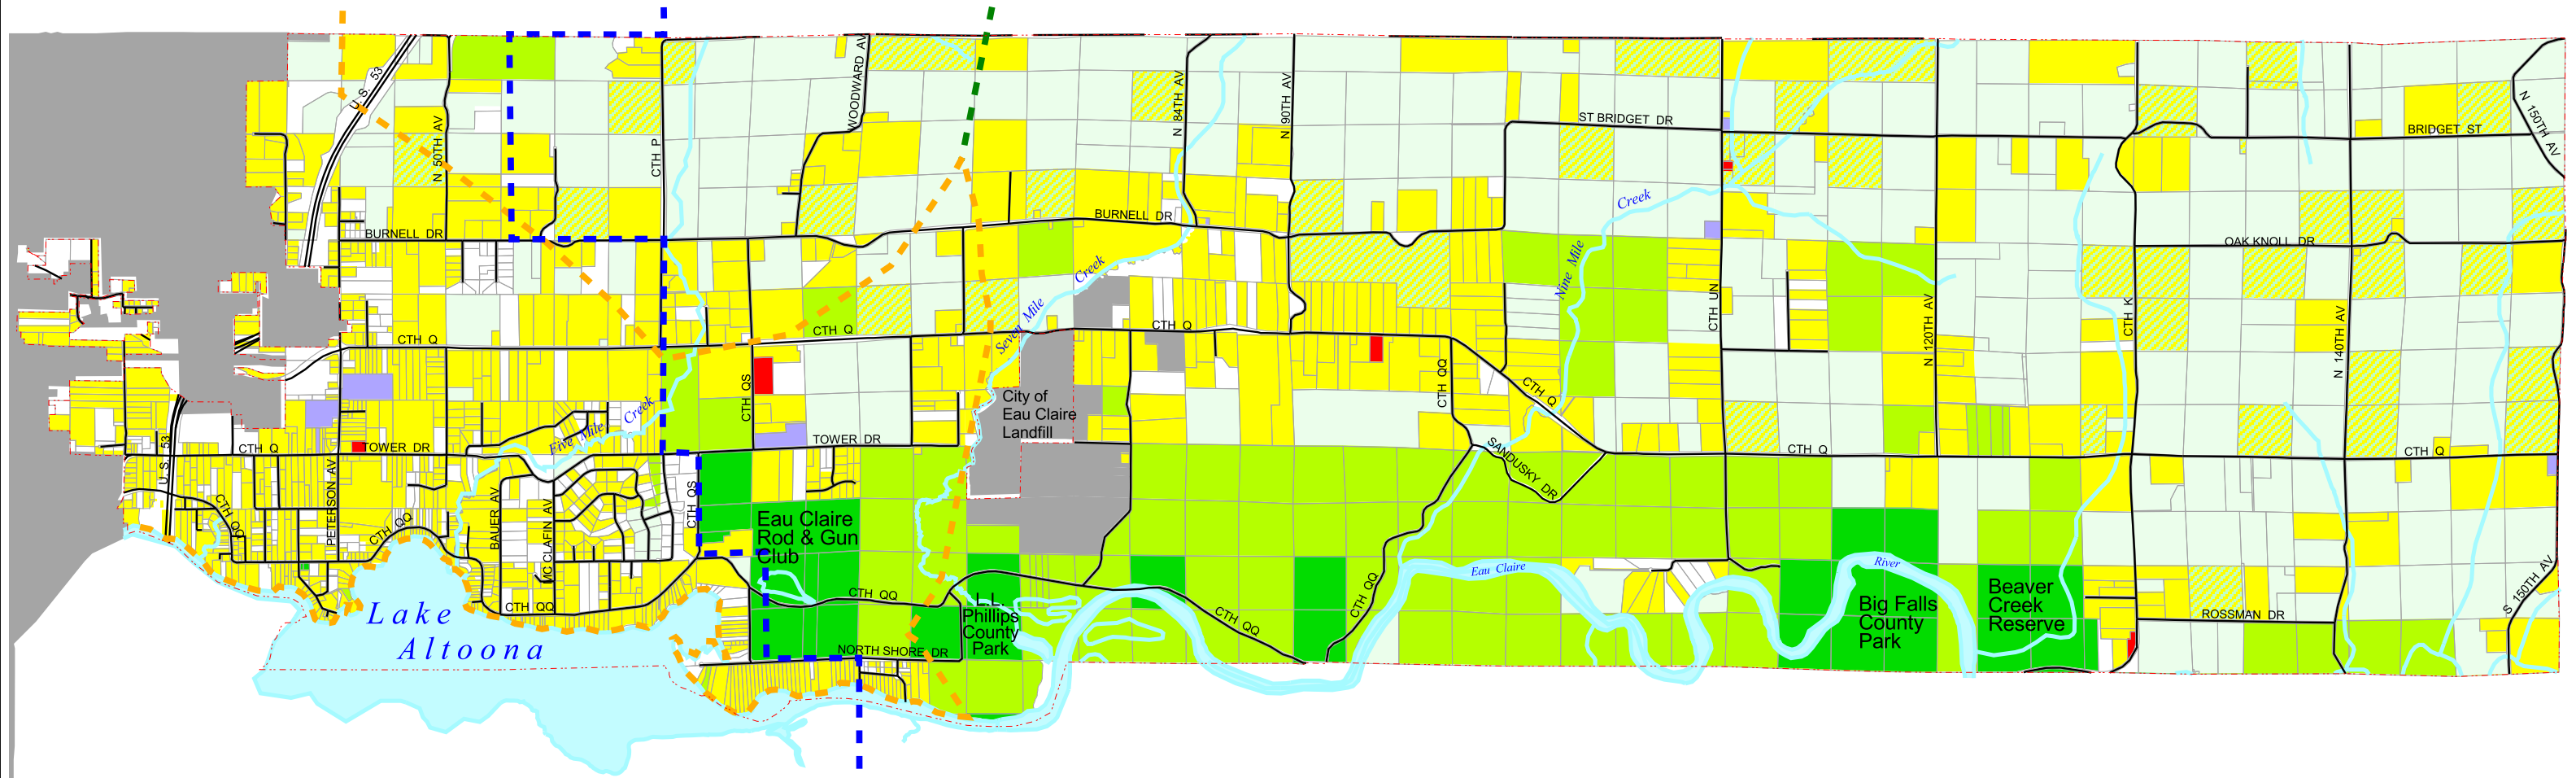 U. S. 53
N 50TH AV
CTH P
WOODWARD AV
N 84TH AV
N 90TH AV
ST BRIDGET DR
BRIDGET ST
N 150TH AV
BURNELL DR
BURNELL DR
Creek
Nine Mile
OAK KNOLL DR
Creek
Seven Mile
CTH UN
N 120TH AV
CTH K
N 140TH AV
CTH Q
CTH Q
CTH Q
CTH QS
CTH QQ
CTH Q
City of
Eau Claire
Landfill
Creek
Five Mile
U. S. 53
CTH Q
TOWER DR
TOWER DR
SANDUSKY DR
CTH Q
CTH Q
CTH QQ
PETERSON AV
CTH QQ
BAUER AV
MC CLAFIN AV
CTH QS
Eau Claire
Rod & Gun
Club
CTH QQ
CTH QQ
L.L.
Phillips
County
Park
CTH QQ
CTH QQ
Eau Claire
River
Big Falls
County
Park
Beaver
Creek
Reserve
ROSSMAN DR
S 150TH AV
Lake
Altoona
NORTH SHORE DR